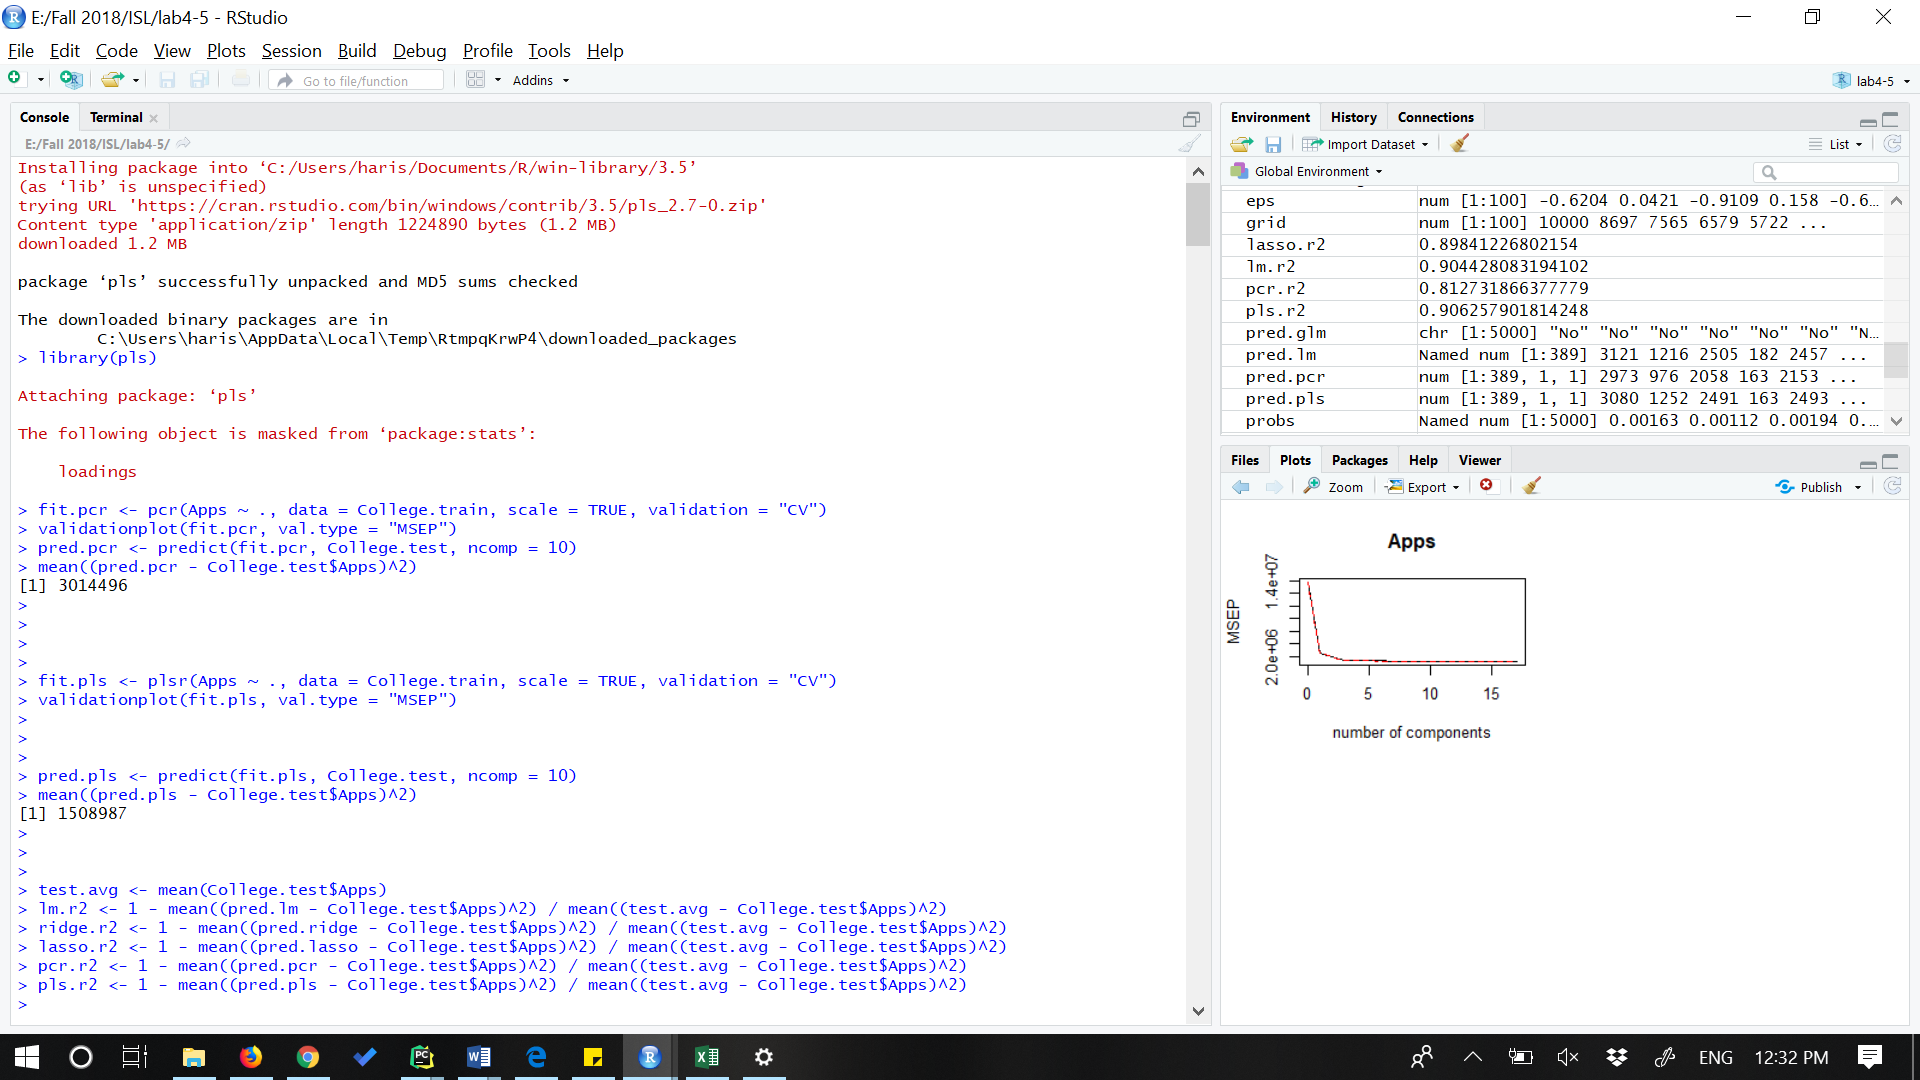 E:/Fall 2018/ISL/lab4-5 - RStudio
File Edit Code View Plots Session Build Debug Profile Tools Help
Go to file/function Addins lab4-5
Console Terminal
E:/Fall 2018/ISL/lab4-5/
Installing package into ‘C:/Users/haris/Documents/R/win-library/3.5’
(as ‘lib’ is unspecified)
trying URL 'https://cran.rstudio.com/bin/windows/contrib/3.5/pls_2.7-0.zip'
Content type 'application/zip' length 1224890 bytes (1.2 MB)
downloaded 1.2 MB
package ‘pls’ successfully unpacked and MD5 sums checked
The downloaded binary packages are in
C:\Users\haris\AppData\Local\Temp\RtmpqKrwP4\downloaded_packages
> library(pls)
Attaching package: ‘pls’
The following object is masked from ‘package:stats’:
loadings
> fit.pcr <- pcr(Apps ~ ., data = College.train, scale = TRUE, validation = "CV")
> validationplot(fit.pcr, val.type = "MSEP")
> pred.pcr <- predict(fit.pcr, College.test, ncomp = 10)
> mean((pred.pcr - College.test$Apps)^2)
[1] 3014496
>
>
>
>
> fit.pls <- plsr(Apps ~ ., data = College.train, scale = TRUE, validation = "CV")
> validationplot(fit.pls, val.type = "MSEP")
>
>
>
> pred.pls <- predict(fit.pls, College.test, ncomp = 10)
> mean((pred.pls - College.test$Apps)^2)
[1] 1508987
>
>
>
> test.avg <- mean(College.test$Apps)
> lm.r2 <- 1 - mean((pred.lm - College.test$Apps)^2) / mean((test.avg - College.test$Apps)^2)
> ridge.r2 <- 1 - mean((pred.ridge - College.test$Apps)^2) / mean((test.avg - College.test$Apps)^2)
> lasso.r2 <- 1 - mean((pred.lasso - College.test$Apps)^2) / mean((test.avg - College.test$Apps)^2)
> pcr.r2 <- 1 - mean((pred.pcr - College.test$Apps)^2) / mean((test.avg - College.test$Apps)^2)
> pls.r2 <- 1 - mean((pred.pls - College.test$Apps)^2) / mean((test.avg - College.test$Apps)^2)
>
Environment History Connections
Import Dataset List
Global Environment
eps num [1:100] -0.6204 0.0421 -0.9109 0.158 -0.6...
grid num [1:100] 10000 8697 7565 6579 5722 ...
lasso.r2 0.89841226802154
lm.r2 0.904428083194102
pcr.r2 0.812731866377779
pls.r2 0.906257901814248
pred.glm chr [1:5000] "No" "No" "No" "No" "No" "No" "N...
pred.lm Named num [1:389] 3121 1216 2505 182 2457 ...
pred.pcr num [1:389, 1, 1] 2973 976 2058 163 2153 ...
pred.pls num [1:389, 1, 1] 3080 1252 2491 163 2493 ...
probs Named num [1:5000] 0.00163 0.00112 0.00194 0...
Files Plots Packages Help Viewer
Zoom Export Publish
Apps
MSEP
2.0e+06 1.4e+07
0 5 10 15
number of components
ENG 12:32 PM